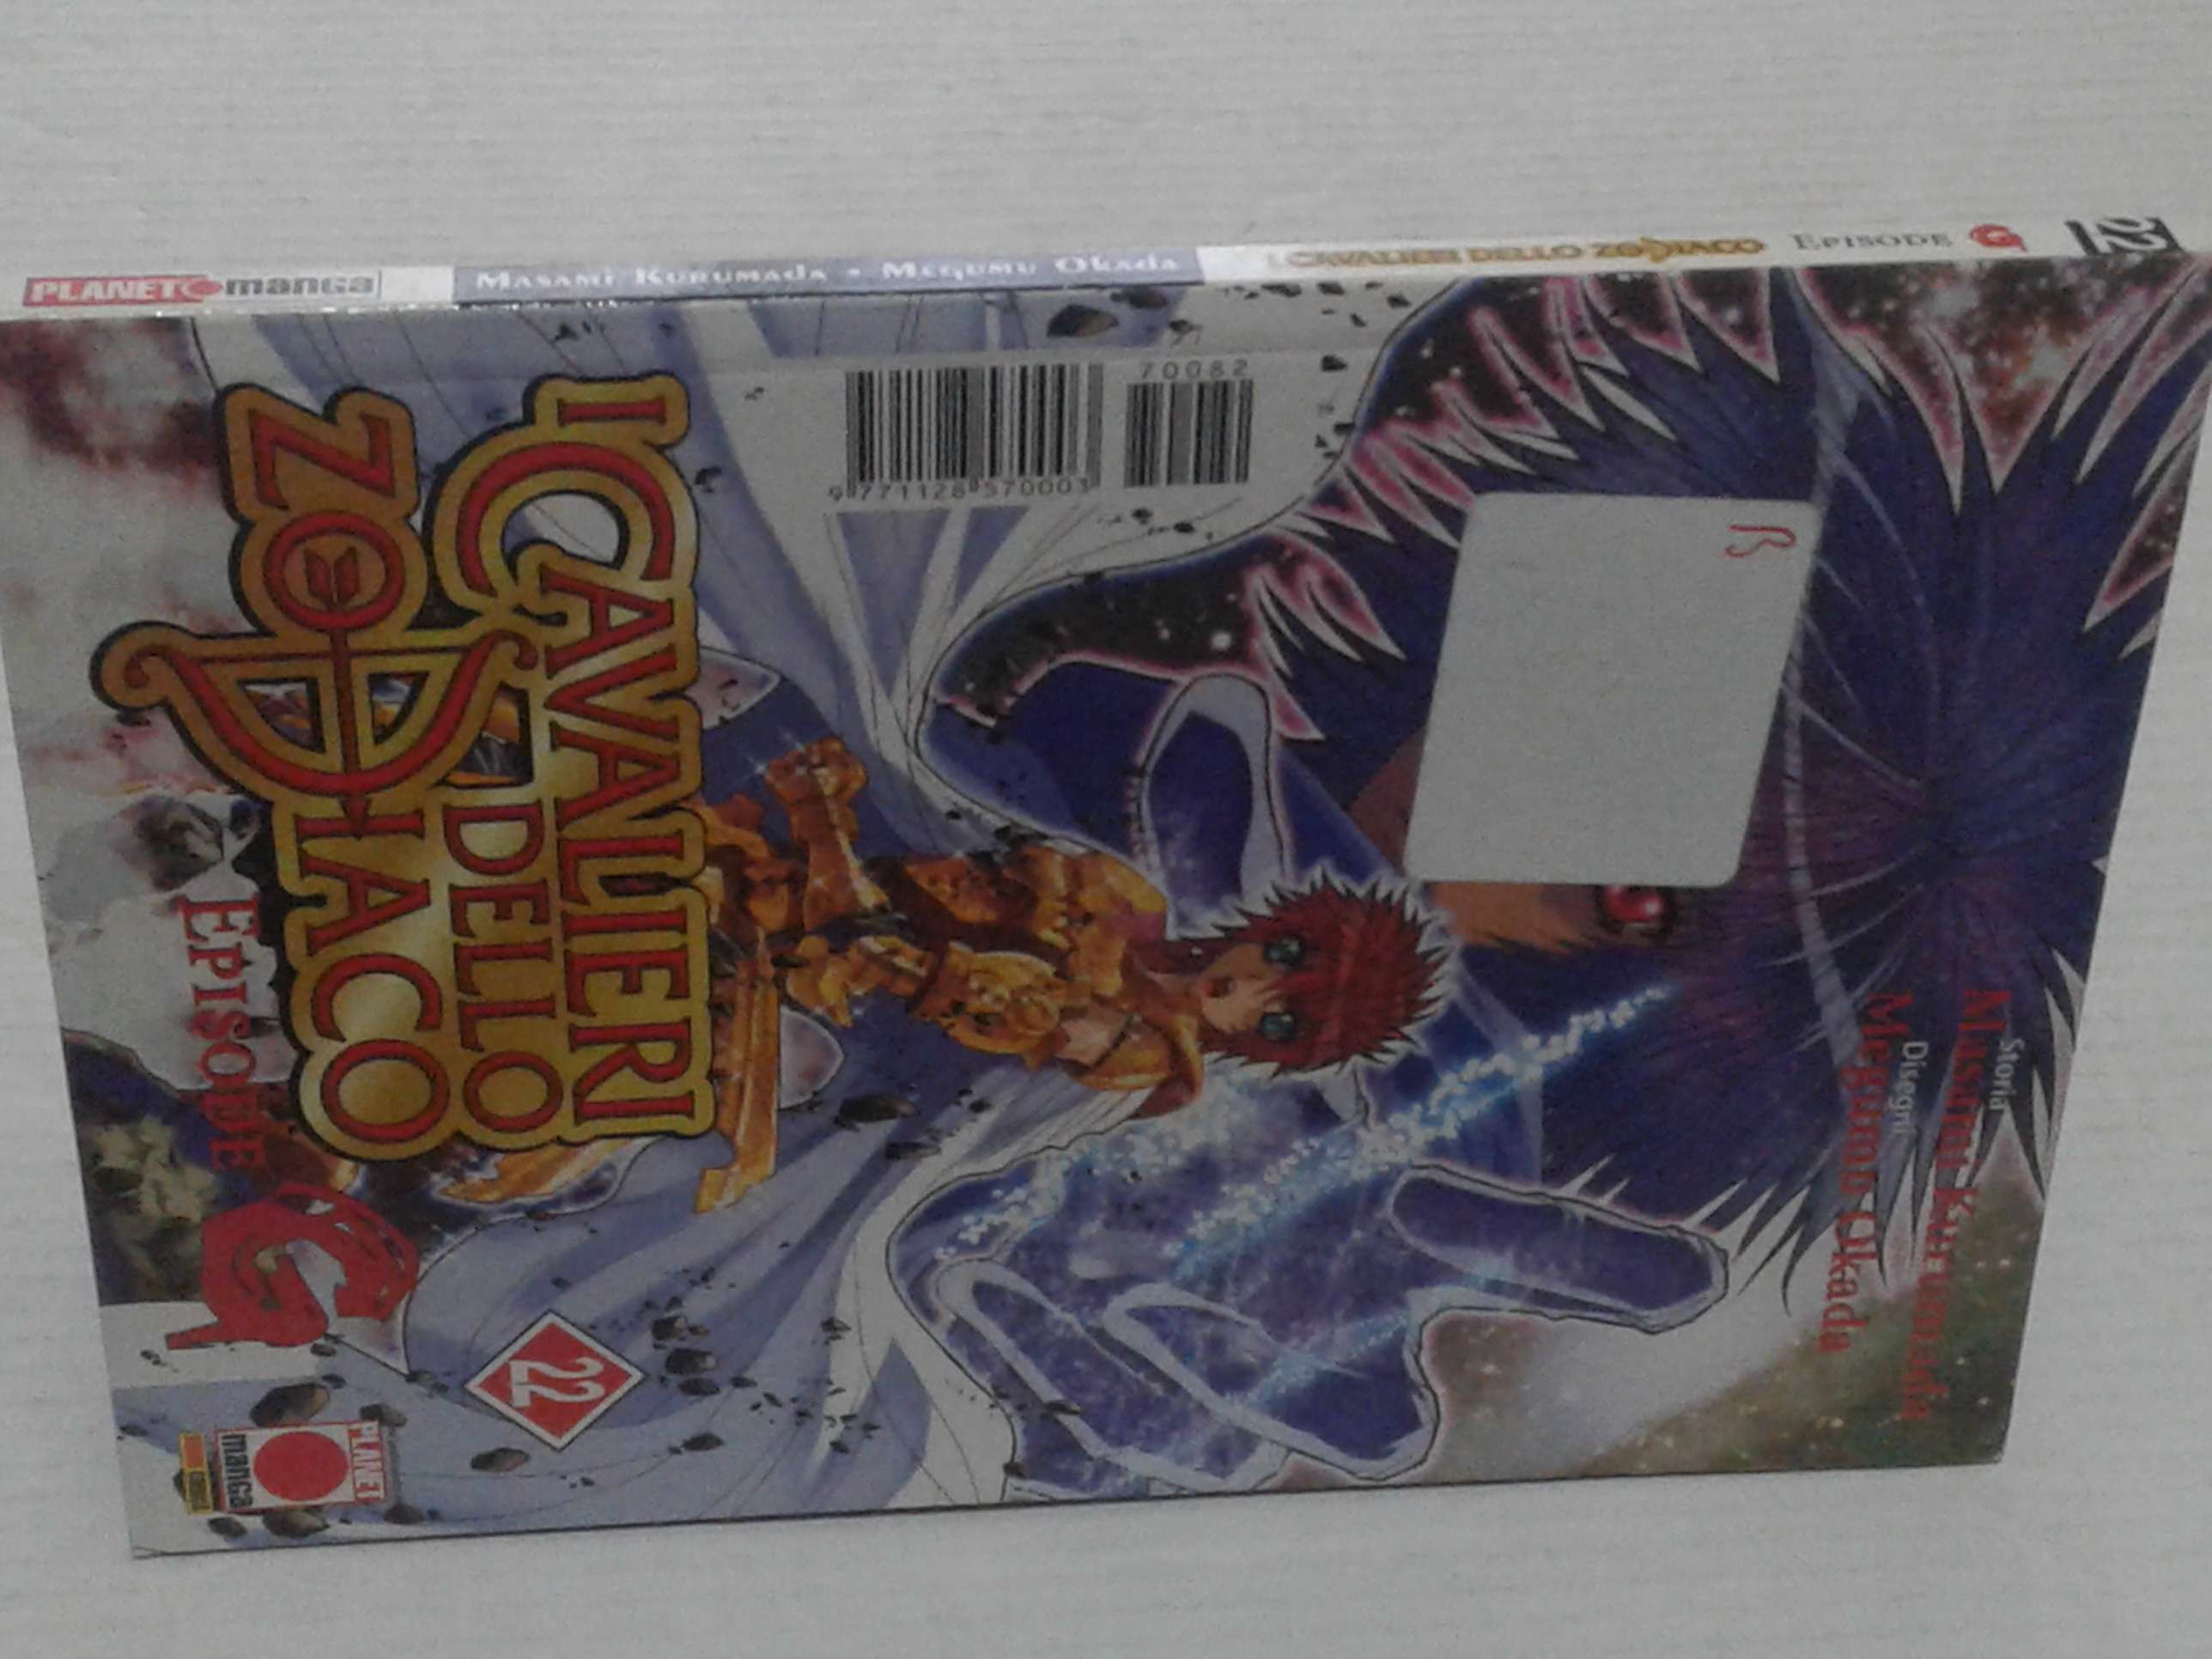 PLANET manga
Masami Kurumada • Megumu Okada
I CAVALIERI DELLO ZODIACO
EPISODE G
22
Storia
Masami Kurumada
Disegni
Megumu Okada
70082
9 771128 570003
I CAVALIERI
DELLO
ZODIACO
EPISODE G
22
PLANET
manga